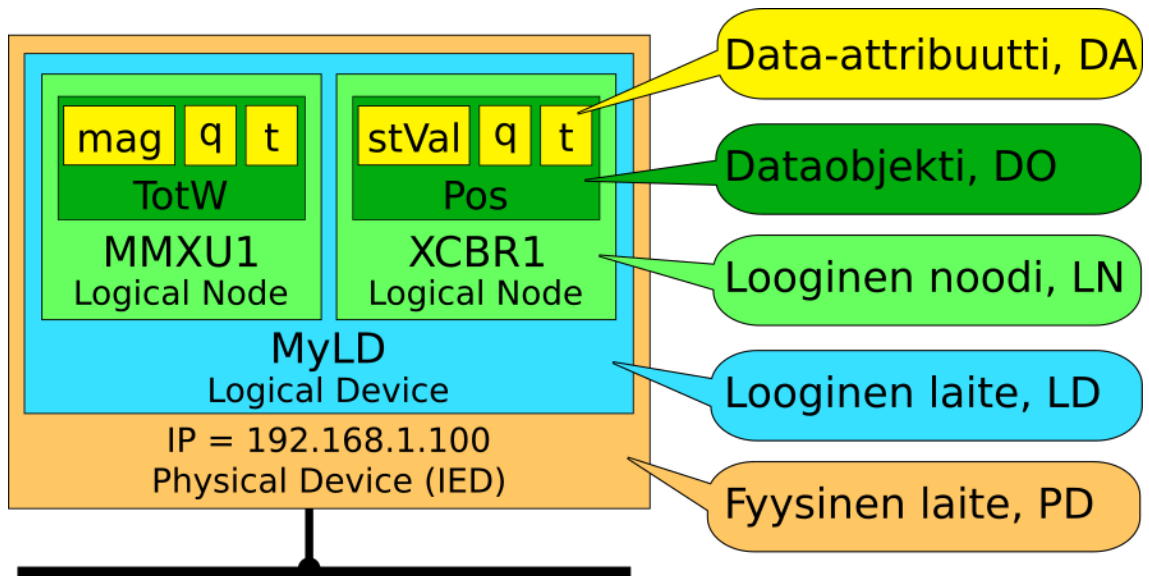 mag q t
TotW
MMXU1
Logical Node
stVal q t
Pos
XCBR1
Logical Node
MyLD
Logical Device
IP = 192.168.1.100
Physical Device (IED)
Data-attribuutti, DA
Dataobjekti, DO
Looginen noodi, LN
Looginen laite, LD
Fyysinen laite, PD